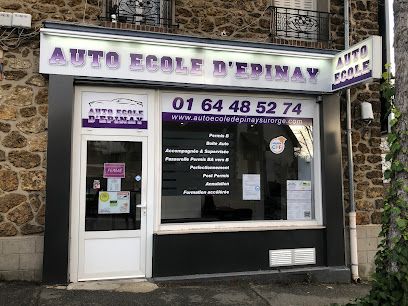 AUTO ECOLE D'EPINAY
AUTO
ECOLE
AUTO ECOLE
D'EPINAY
01 64 48 52 74
www.autoecoledepinaysurorge.com
Permis B
Boite Auto
Accompagnée & Supervisée
Passerelle Permis BA vers B
Perfectionnement
Post Permis
Annulation
Formation accélérée
FERMÉ